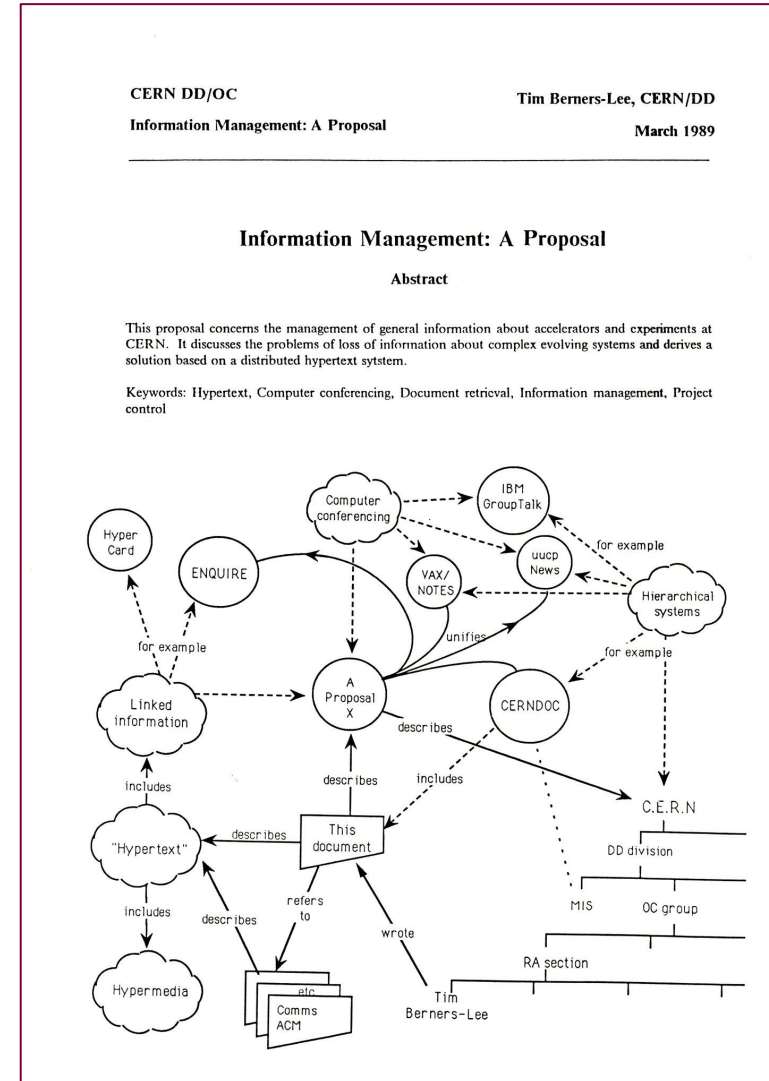 CERN DD/OC
Tim Berners-Lee, CERN/DD
Information Management: A Proposal
March 1989
Information Management: A Proposal
Abstract
This proposal concerns the management of general information about accelerators and experiments at
CERN. It discusses the problems of loss of information about complex evolving systems and derives a
solution based on a distributed hypertext sytstem.
Keywords: Hypertext, Computer conferencing, Document retrieval, Information management, Project
control
Computer
conferencing
IBM
GroupTalk
Hyper
Card
ENQUIRE
VAX/
NOTES
uucp
News
for example
Hierarchical
systems
for example
unifies
for example
Linked
information
A
Proposal
X
CERNDOC
describes
includes
describes
includes
C.E.R.N
"Hypertext"
describes
This
document
DD division
includes
describes
refers
to
wrote
MIS
OC group
RA section
Hypermedia
etc
Comms
ACM
Tim
Berners-Lee